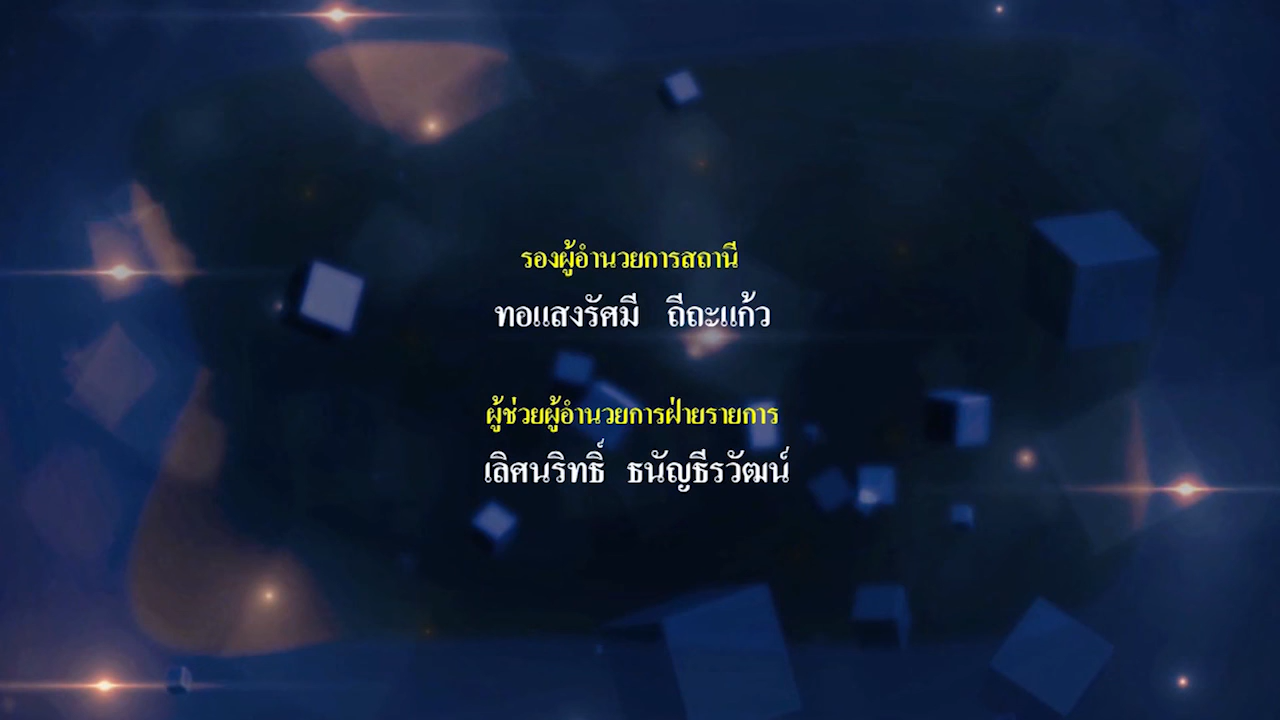 รองผู้อำนวยการสถานี
ทอแสงรัศมี ถีถะแก้ว
ผู้ช่วยผู้อำนวยการฝ่ายรายการ
เลิศนริทธิ์ ธนัญธีรวัฒน์